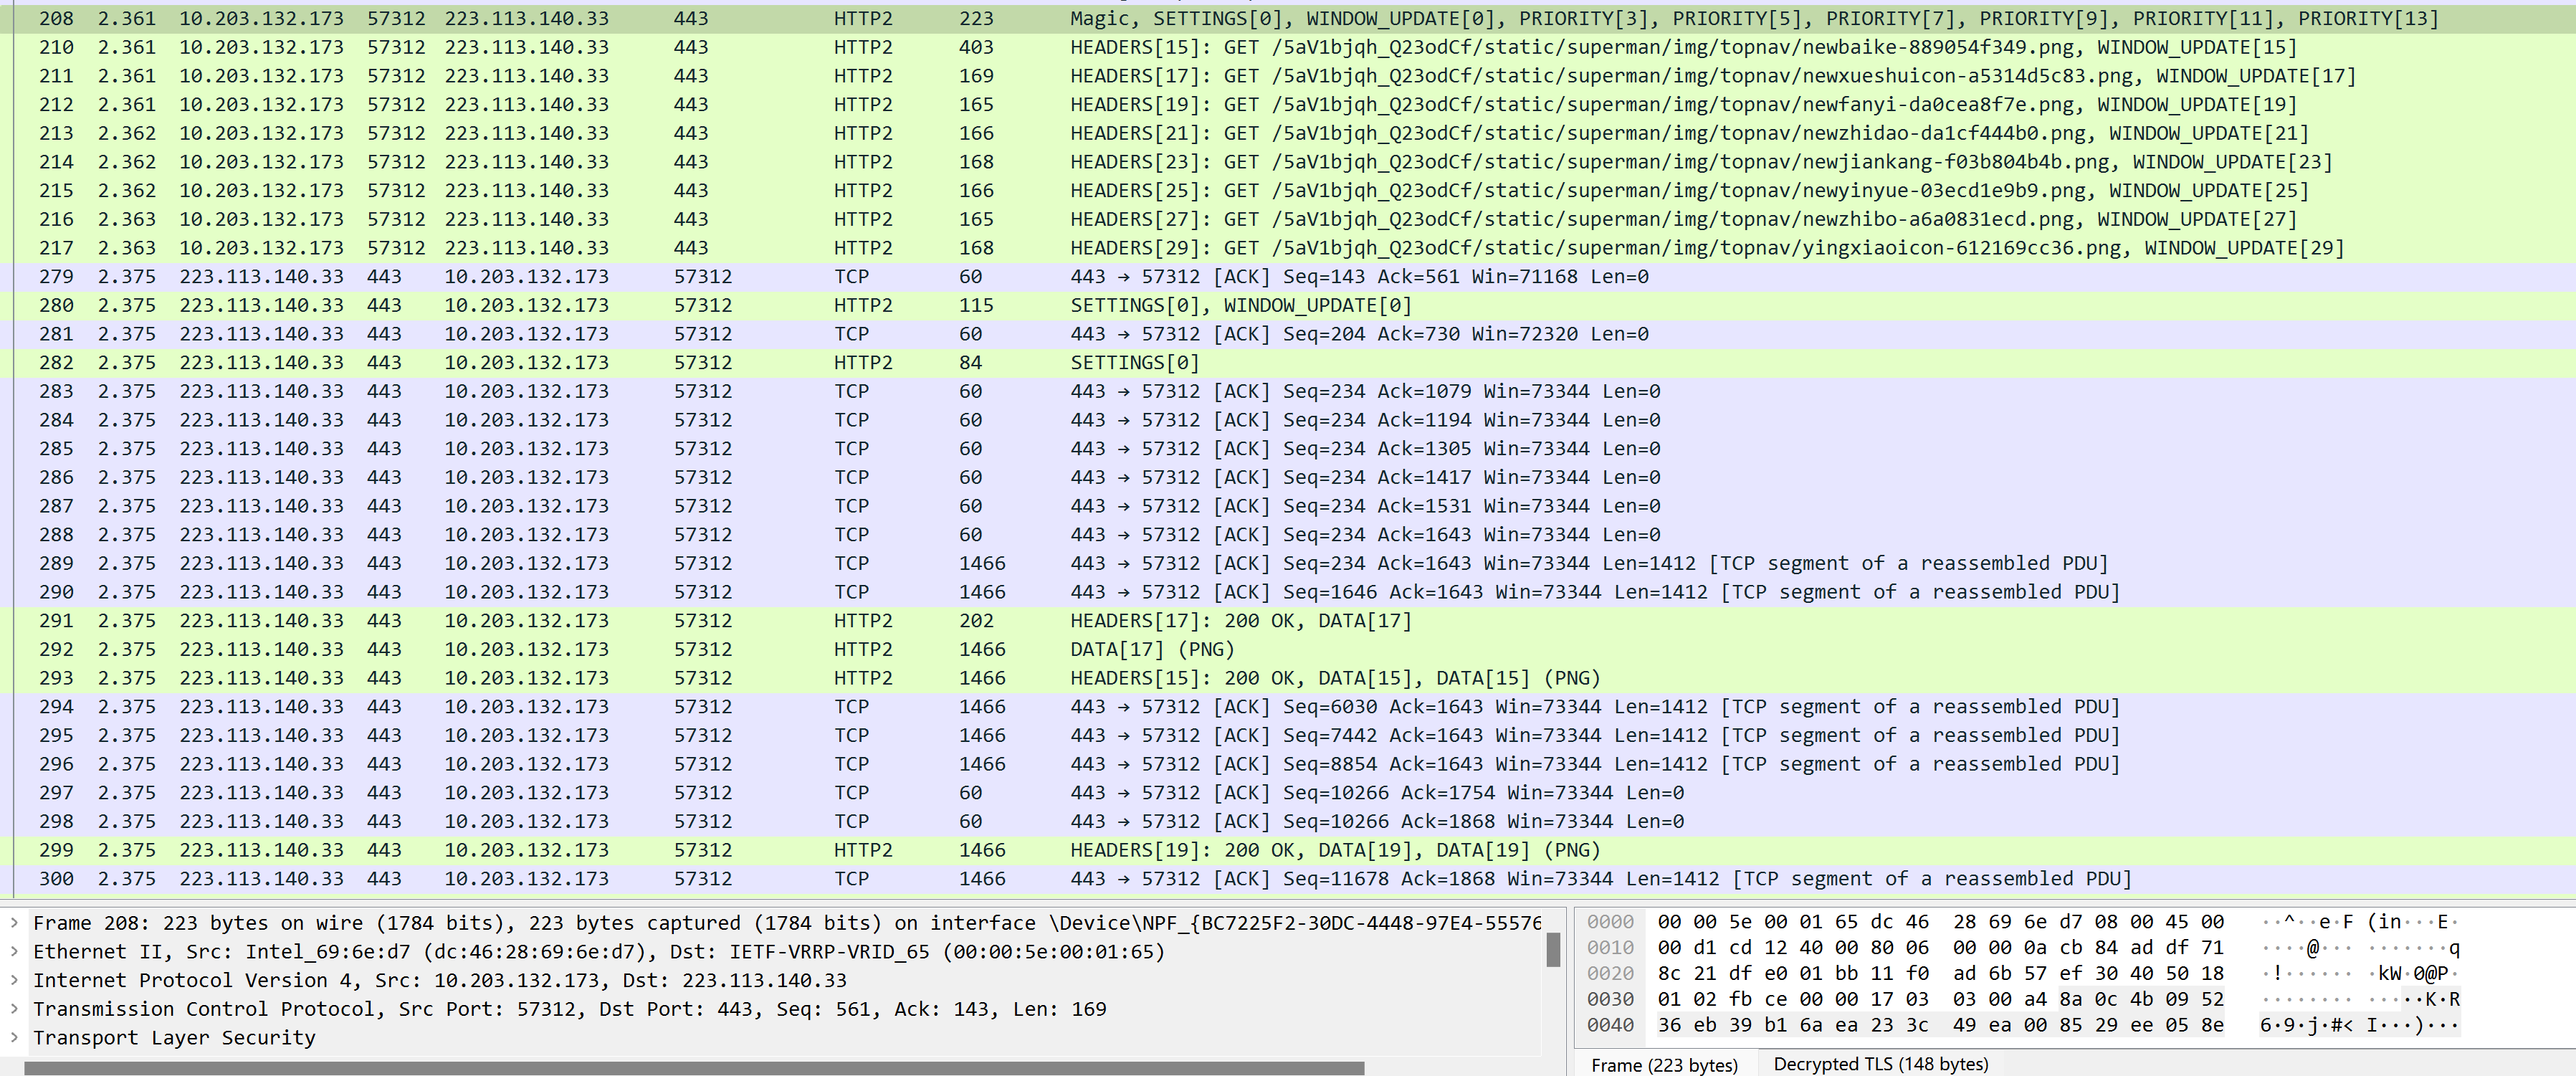 208 2.361 10.203.132.173 57312 223.113.140.33 443 HTTP2 223 Magic, SETTINGS[0], WINDOW_UPDATE[0], PRIORITY[3], PRIORITY[5], PRIORITY[7], PRIORITY[9], PRIORITY[11], PRIORITY[13]
210 2.361 10.203.132.173 57312 223.113.140.33 443 HTTP2 403 HEADERS[15]: GET /5aV1bjqh_Q23odCf/static/superman/img/topnav/newbaike-889054f349.png, WINDOW_UPDATE[15]
211 2.361 10.203.132.173 57312 223.113.140.33 443 HTTP2 169 HEADERS[17]: GET /5aV1bjqh_Q23odCf/static/superman/img/topnav/newxueshuicon-a5314d5c83.png, WINDOW_UPDATE[17]
212 2.361 10.203.132.173 57312 223.113.140.33 443 HTTP2 165 HEADERS[19]: GET /5aV1bjqh_Q23odCf/static/superman/img/topnav/newfanyi-da0cea8f7e.png, WINDOW_UPDATE[19]
213 2.362 10.203.132.173 57312 223.113.140.33 443 HTTP2 166 HEADERS[21]: GET /5aV1bjqh_Q23odCf/static/superman/img/topnav/newzhidao-da1cf444b0.png, WINDOW_UPDATE[21]
214 2.362 10.203.132.173 57312 223.113.140.33 443 HTTP2 168 HEADERS[23]: GET /5aV1bjqh_Q23odCf/static/superman/img/topnav/newjiankang-f03b804b4b.png, WINDOW_UPDATE[23]
215 2.362 10.203.132.173 57312 223.113.140.33 443 HTTP2 166 HEADERS[25]: GET /5aV1bjqh_Q23odCf/static/superman/img/topnav/newyinyue-03ecd1e9b9.png, WINDOW_UPDATE[25]
216 2.363 10.203.132.173 57312 223.113.140.33 443 HTTP2 165 HEADERS[27]: GET /5aV1bjqh_Q23odCf/static/superman/img/topnav/newzhibo-a6a0831ecd.png, WINDOW_UPDATE[27]
217 2.363 10.203.132.173 57312 223.113.140.33 443 HTTP2 168 HEADERS[29]: GET /5aV1bjqh_Q23odCf/static/superman/img/topnav/yingxiaoicon-612169cc36.png, WINDOW_UPDATE[29]
279 2.375 223.113.140.33 443 10.203.132.173 57312 TCP 60 443 → 57312 [ACK] Seq=143 Ack=561 Win=71168 Len=0
280 2.375 223.113.140.33 443 10.203.132.173 57312 HTTP2 115 SETTINGS[0], WINDOW_UPDATE[0]
281 2.375 223.113.140.33 443 10.203.132.173 57312 TCP 60 443 → 57312 [ACK] Seq=204 Ack=730 Win=72320 Len=0
282 2.375 223.113.140.33 443 10.203.132.173 57312 HTTP2 84 SETTINGS[0]
283 2.375 223.113.140.33 443 10.203.132.173 57312 TCP 60 443 → 57312 [ACK] Seq=234 Ack=1079 Win=73344 Len=0
284 2.375 223.113.140.33 443 10.203.132.173 57312 TCP 60 443 → 57312 [ACK] Seq=234 Ack=1194 Win=73344 Len=0
285 2.375 223.113.140.33 443 10.203.132.173 57312 TCP 60 443 → 57312 [ACK] Seq=234 Ack=1305 Win=73344 Len=0
286 2.375 223.113.140.33 443 10.203.132.173 57312 TCP 60 443 → 57312 [ACK] Seq=234 Ack=1417 Win=73344 Len=0
287 2.375 223.113.140.33 443 10.203.132.173 57312 TCP 60 443 → 57312 [ACK] Seq=234 Ack=1531 Win=73344 Len=0
288 2.375 223.113.140.33 443 10.203.132.173 57312 TCP 60 443 → 57312 [ACK] Seq=234 Ack=1643 Win=73344 Len=0
289 2.375 223.113.140.33 443 10.203.132.173 57312 TCP 1466 443 → 57312 [ACK] Seq=234 Ack=1643 Win=73344 Len=1412 [TCP segment of a reassembled PDU]
290 2.375 223.113.140.33 443 10.203.132.173 57312 TCP 1466 443 → 57312 [ACK] Seq=1646 Ack=1643 Win=73344 Len=1412 [TCP segment of a reassembled PDU]
291 2.375 223.113.140.33 443 10.203.132.173 57312 HTTP2 202 HEADERS[17]: 200 OK, DATA[17]
292 2.375 223.113.140.33 443 10.203.132.173 57312 HTTP2 1466 DATA[17] (PNG)
293 2.375 223.113.140.33 443 10.203.132.173 57312 HTTP2 1466 HEADERS[15]: 200 OK, DATA[15], DATA[15] (PNG)
294 2.375 223.113.140.33 443 10.203.132.173 57312 TCP 1466 443 → 57312 [ACK] Seq=6030 Ack=1643 Win=73344 Len=1412 [TCP segment of a reassembled PDU]
295 2.375 223.113.140.33 443 10.203.132.173 57312 TCP 1466 443 → 57312 [ACK] Seq=7442 Ack=1643 Win=73344 Len=1412 [TCP segment of a reassembled PDU]
296 2.375 223.113.140.33 443 10.203.132.173 57312 TCP 1466 443 → 57312 [ACK] Seq=8854 Ack=1643 Win=73344 Len=1412 [TCP segment of a reassembled PDU]
297 2.375 223.113.140.33 443 10.203.132.173 57312 TCP 60 443 → 57312 [ACK] Seq=10266 Ack=1754 Win=73344 Len=0
298 2.375 223.113.140.33 443 10.203.132.173 57312 TCP 60 443 → 57312 [ACK] Seq=10266 Ack=1868 Win=73344 Len=0
299 2.375 223.113.140.33 443 10.203.132.173 57312 HTTP2 1466 HEADERS[19]: 200 OK, DATA[19], DATA[19] (PNG)
300 2.375 223.113.140.33 443 10.203.132.173 57312 TCP 1466 443 → 57312 [ACK] Seq=11678 Ack=1868 Win=73344 Len=1412 [TCP segment of a reassembled PDU]
Frame 208: 223 bytes on wire (1784 bits), 223 bytes captured (1784 bits) on interface \Device\NPF_{BC7225F2-30DC-4448-97E4-55576
Ethernet II, Src: Intel_69:6e:d7 (dc:46:28:69:6e:d7), Dst: IETF-VRRP-VRID_65 (00:00:5e:00:01:65)
Internet Protocol Version 4, Src: 10.203.132.173, Dst: 223.113.140.33
Transmission Control Protocol, Src Port: 57312, Dst Port: 443, Seq: 561, Ack: 143, Len: 169
Transport Layer Security
0000 00 00 5e 00 01 65 dc 46 28 69 6e d7 08 00 45 00 ··^··e·F (in···E·
0010 00 d1 cd 12 40 00 80 06 00 00 0a cb 84 ad df 71 ····@··· ·······q
0020 8c 21 df e0 01 bb 11 f0 ad 6b 57 ef 30 40 50 18 ·!······ ·kW·0@P·
0030 01 02 fb ce 00 00 17 03 03 00 a4 8a 0c 4b 09 52 ········ ·····K·R
0040 36 eb 39 b1 6a ea 23 3c 49 ea 00 85 29 ee 05 8e 6·9·j·#< I···)···
Frame (223 bytes) Decrypted TLS (148 bytes)